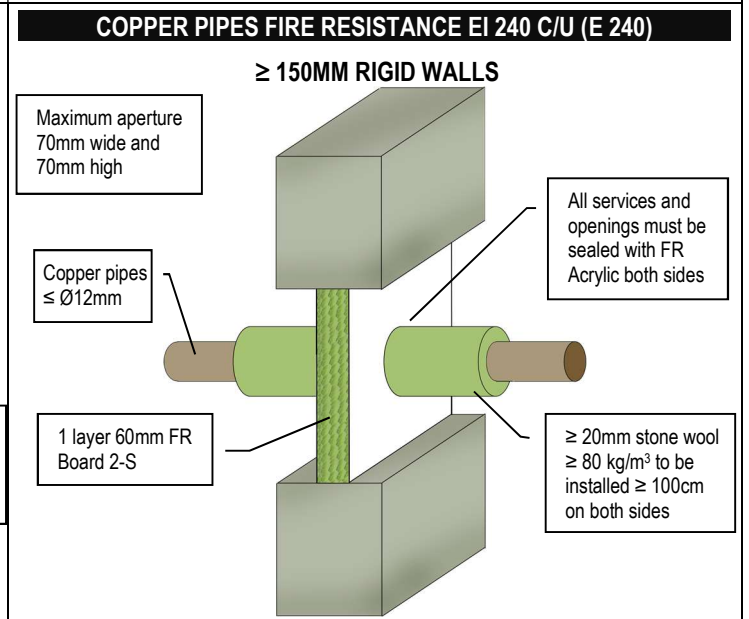 COPPER PIPES FIRE RESISTANCE EI 240 C/U (E 240)
≥ 150MM RIGID WALLS
Maximum aperture
70mm wide and
70mm high
All services and
openings must be
sealed with FR
Acrylic both sides
Copper pipes
≤ Ø12mm
1 layer 60mm FR
Board 2-S
≥ 20mm stone wool
≥ 80 kg/m³ to be
installed ≥ 100cm
on both sides